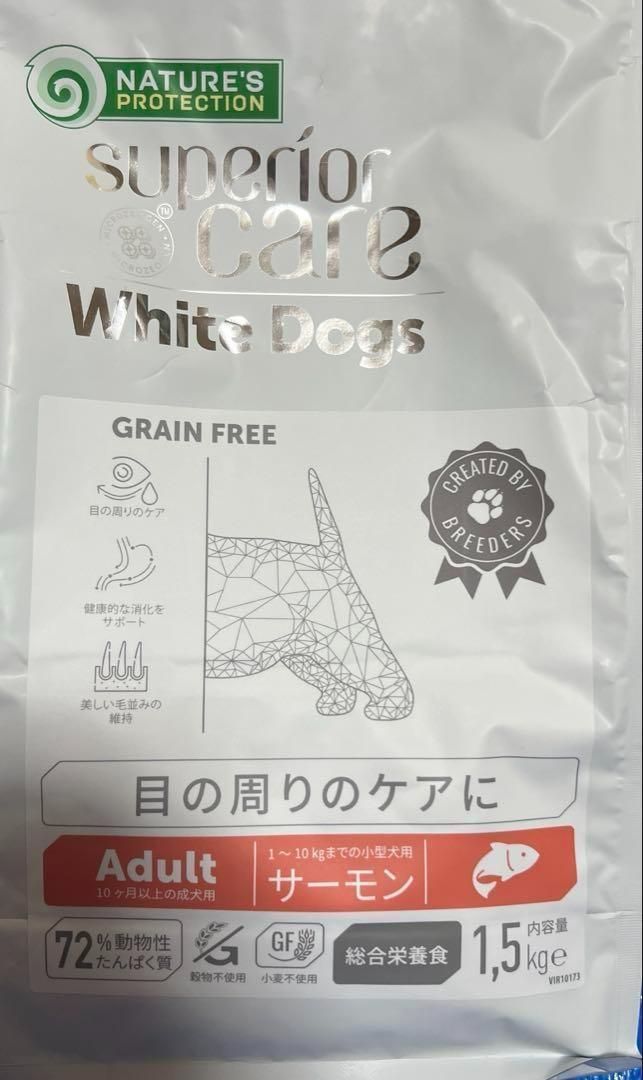 NATURE'S
PROTECTION
superior
care
TM
MICROZEOGEN
White Dogs
GRAIN FREE
目の周りのケア
健康的な消化を
サポート
美しい毛並みの
維持
CREATED BY
BREEDERS
目の周りのケアに
Adult
10ヶ月以上の成犬用
1～10kgまでの小型犬用
サーモン
72%動物性
たんぱく質
穀物不使用
GF
小麦不使用
総合栄養食
内容量
1,5kg℮
VIR10173